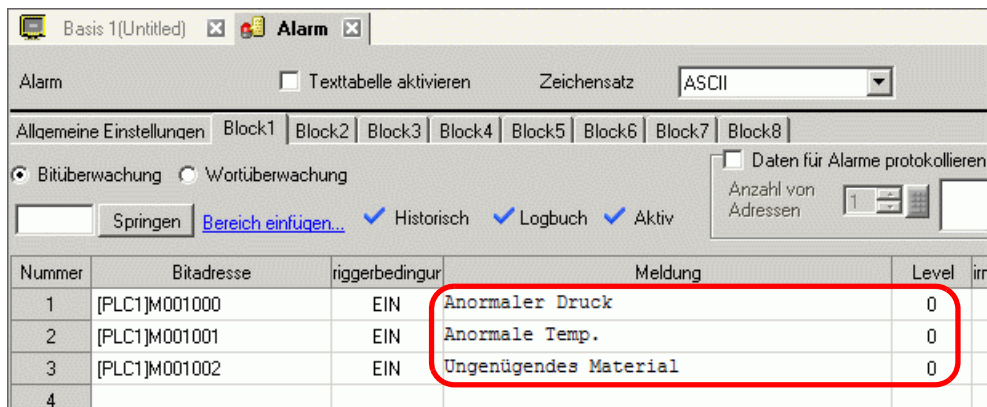 Basis 1(Untitled) Alarm
Alarm Texttabelle aktivieren Zeichensatz ASCII
Allgemeine Einstellungen Block1 Block2 Block3 Block4 Block5 Block6 Block7 Block8
Bitüberwachung Wortüberwachung Daten für Alarme protokollieren
Springen Bereich einfügen... Historisch Logbuch Aktiv Anzahl von Adressen 1
Nummer Bitadresse riggerbedingur Meldung Level
1 [PLC1]M001000 EIN Anormaler Druck 0
2 [PLC1]M001001 EIN Anormale Temp. 0
3 [PLC1]M001002 EIN Ungenügendes Material 0
4